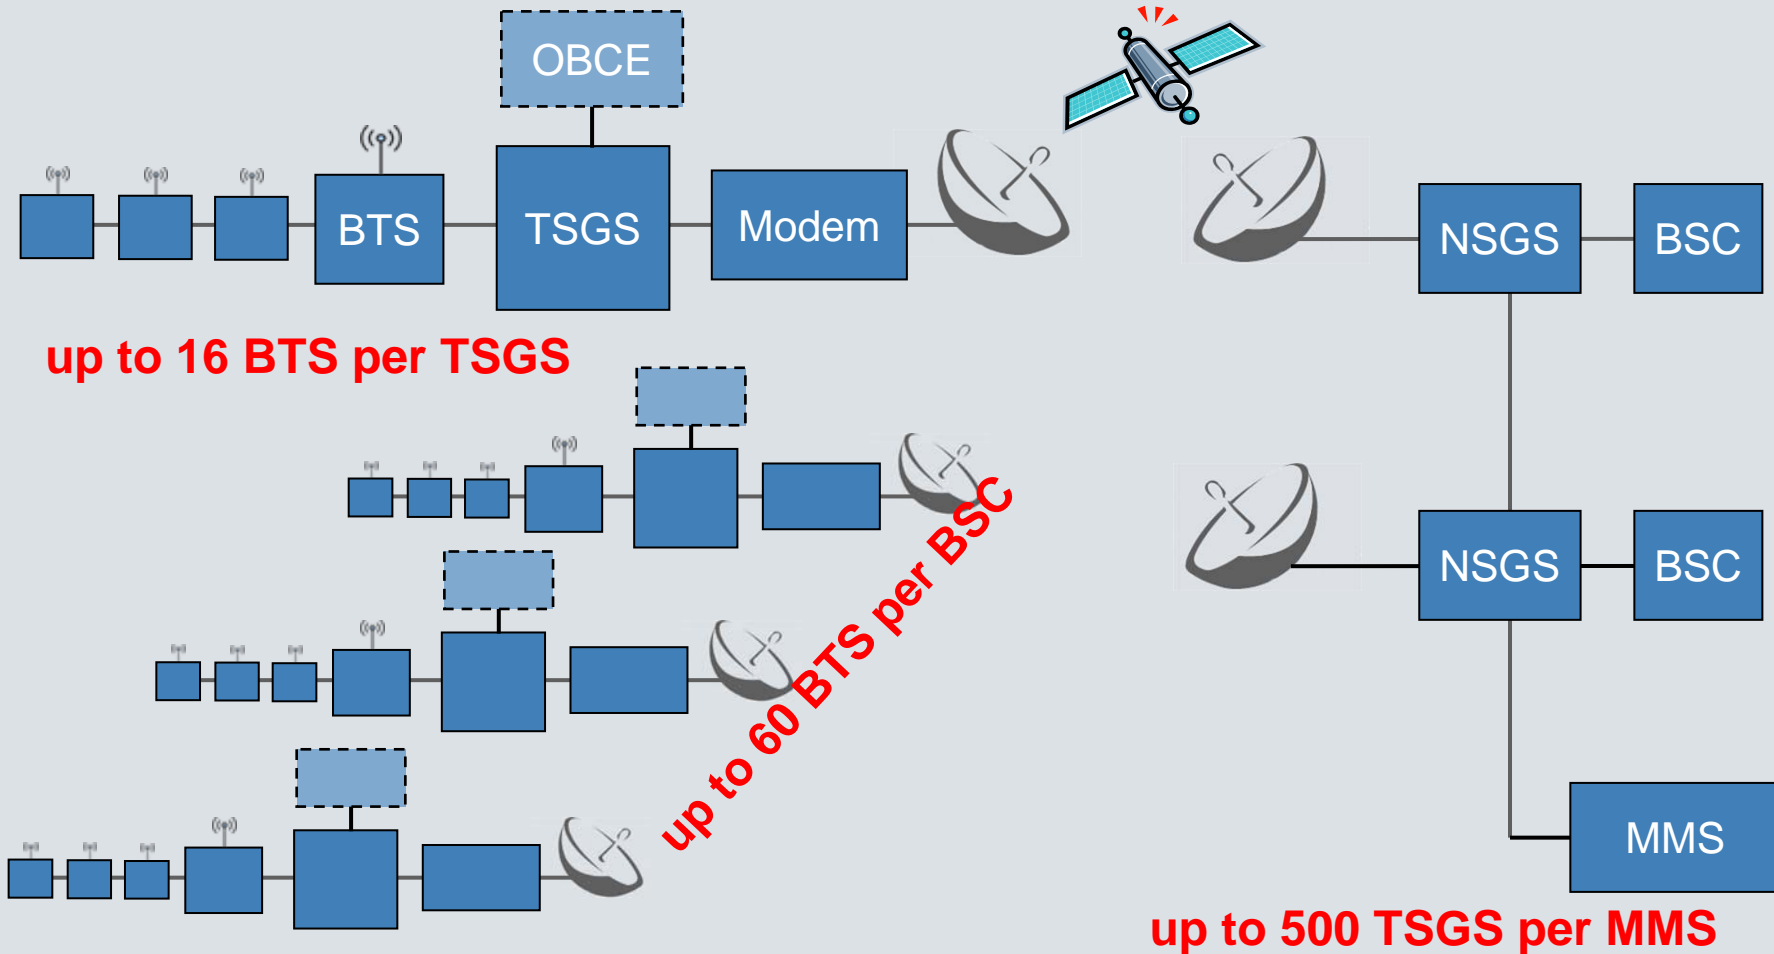 OBCE
BTS
TSGS
Modem
NSGS
BSC
up to 16 BTS per TSGS
up to 60 BTS per BSC
NSGS
BSC
MMS
up to 500 TSGS per MMS